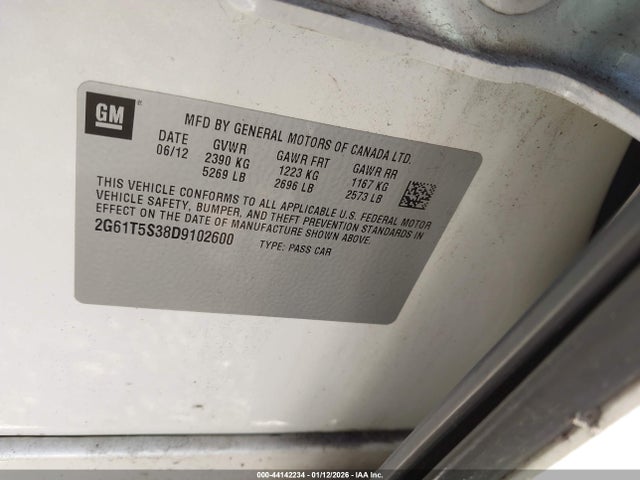 GM
®
MFD BY GENERAL MOTORS OF CANADA LTD.
DATE GVWR GAWR FRT GAWR RR
06/12 2390 KG 1223 KG 1167 KG
5269 LB 2696 LB 2573 LB
THIS VEHICLE CONFORMS TO ALL APPLICABLE U.S. FEDERAL MOTOR
VEHICLE SAFETY, BUMPER, AND THEFT PREVENTION STANDARDS IN
EFFECT ON THE DATE OF MANUFACTURE SHOWN ABOVE.
2G61T5S38D9102600 TYPE: PASS CAR
000-44142234 - 01/12/2026 - IAA Inc.